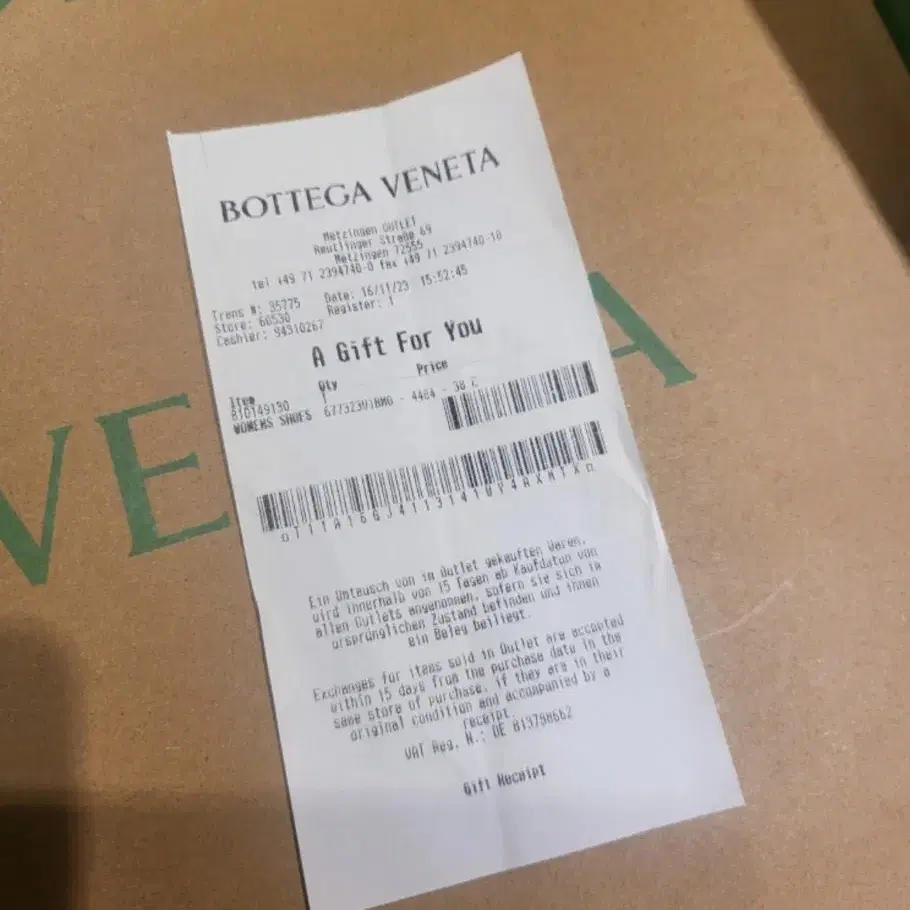 BOTTEGA VENETA
Metzingen OUTLET
Reutlinger Straße 69
Metzingen 72555
tel +49 71 2394740-0 fax +49 71 2394740-10
Trans #: 35775 Date: 16/11/23 15:52:45
Store: 60530 Register: 1
Cashier: 94310267
A Gift For You
Item Qty Price
810149130 1
WOMENS SHOES 677323V1BM0 - 4464 - 38 C
Ein Umtausch von im Outlet gekauften Waren,
wird innerhalb von 15 Tagen ab Kaufdatum von
allen Outlets angenommen, sofern sie sich im
ursprünglichen Zustand befinden und ihnen
ein Beleg beiliegt.
Exchanges for items sold in Outlet are accepted
within 15 days from the purchase date in the
same store of purchase, if they are in their
original condition and accompanied by a
receipt
VAT Reg. N.: DE 813758662
Gift Receipt
VE
A